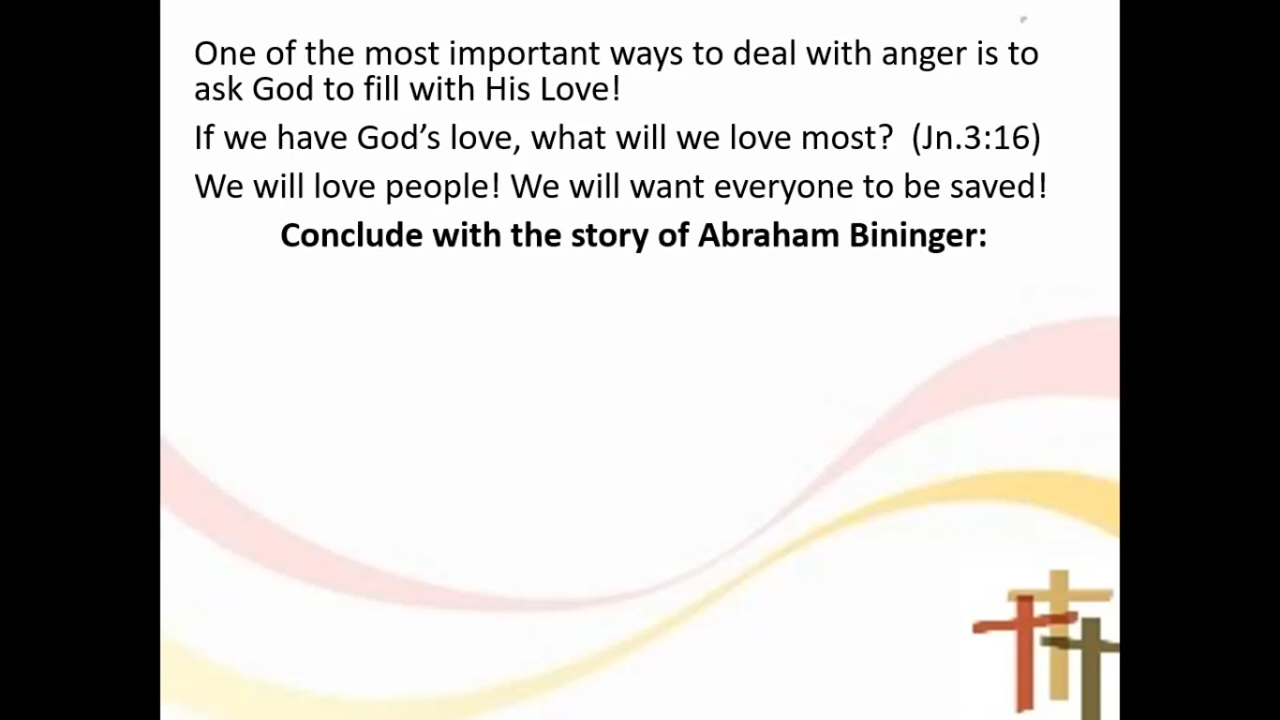 One of the most important ways to deal with anger is to
ask God to fill with His Love!
If we have God’s love, what will we love most?  (Jn.3:16)
We will love people! We will want everyone to be saved!
Conclude with the story of Abraham Bininger: